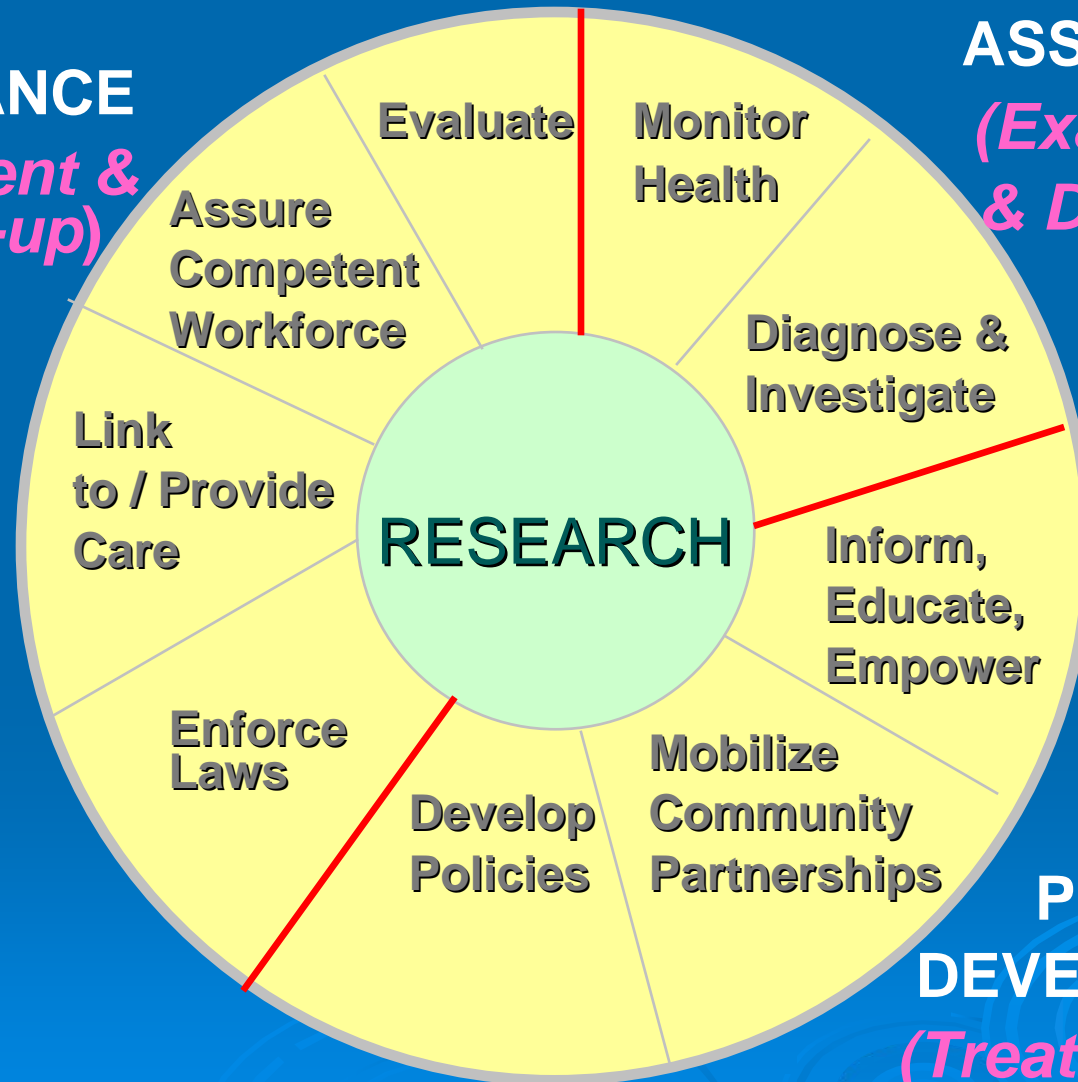 ANCE
ent &
-up)
ASS
(Exa
& D
Evaluate
Monitor
Health
Assure
Competent
Workforce
Diagnose &
Investigate
Link
to / Provide
Care
RESEARCH
Inform,
Educate,
Empower
Enforce
Laws
Mobilize
Community
Partnerships
Develop
Policies
P
DEVE
(Treat